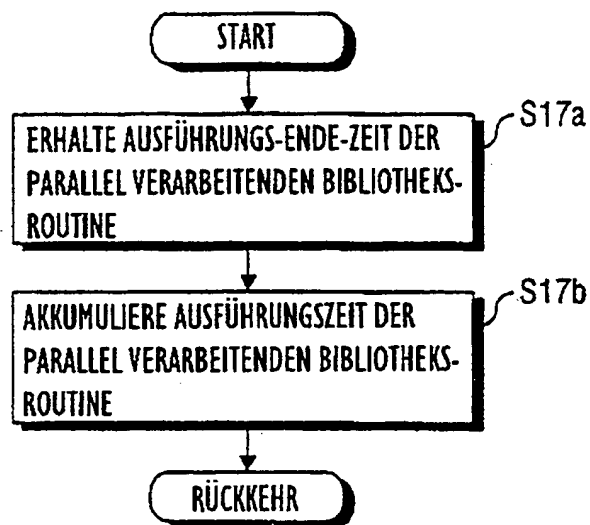 START
S17a
ERHALTE AUSFÜHRUNGS-ENDE-ZEIT DER
PARALLEL VERARBEITENDEN BIBLIOTHEKS-
ROUTINE
S17b
AKKUMULIERE AUSFÜHRUNGSZEIT DER
PARALLEL VERARBEITENDEN BIBLIOTHEKS-
ROUTINE
RÜCKKEHR